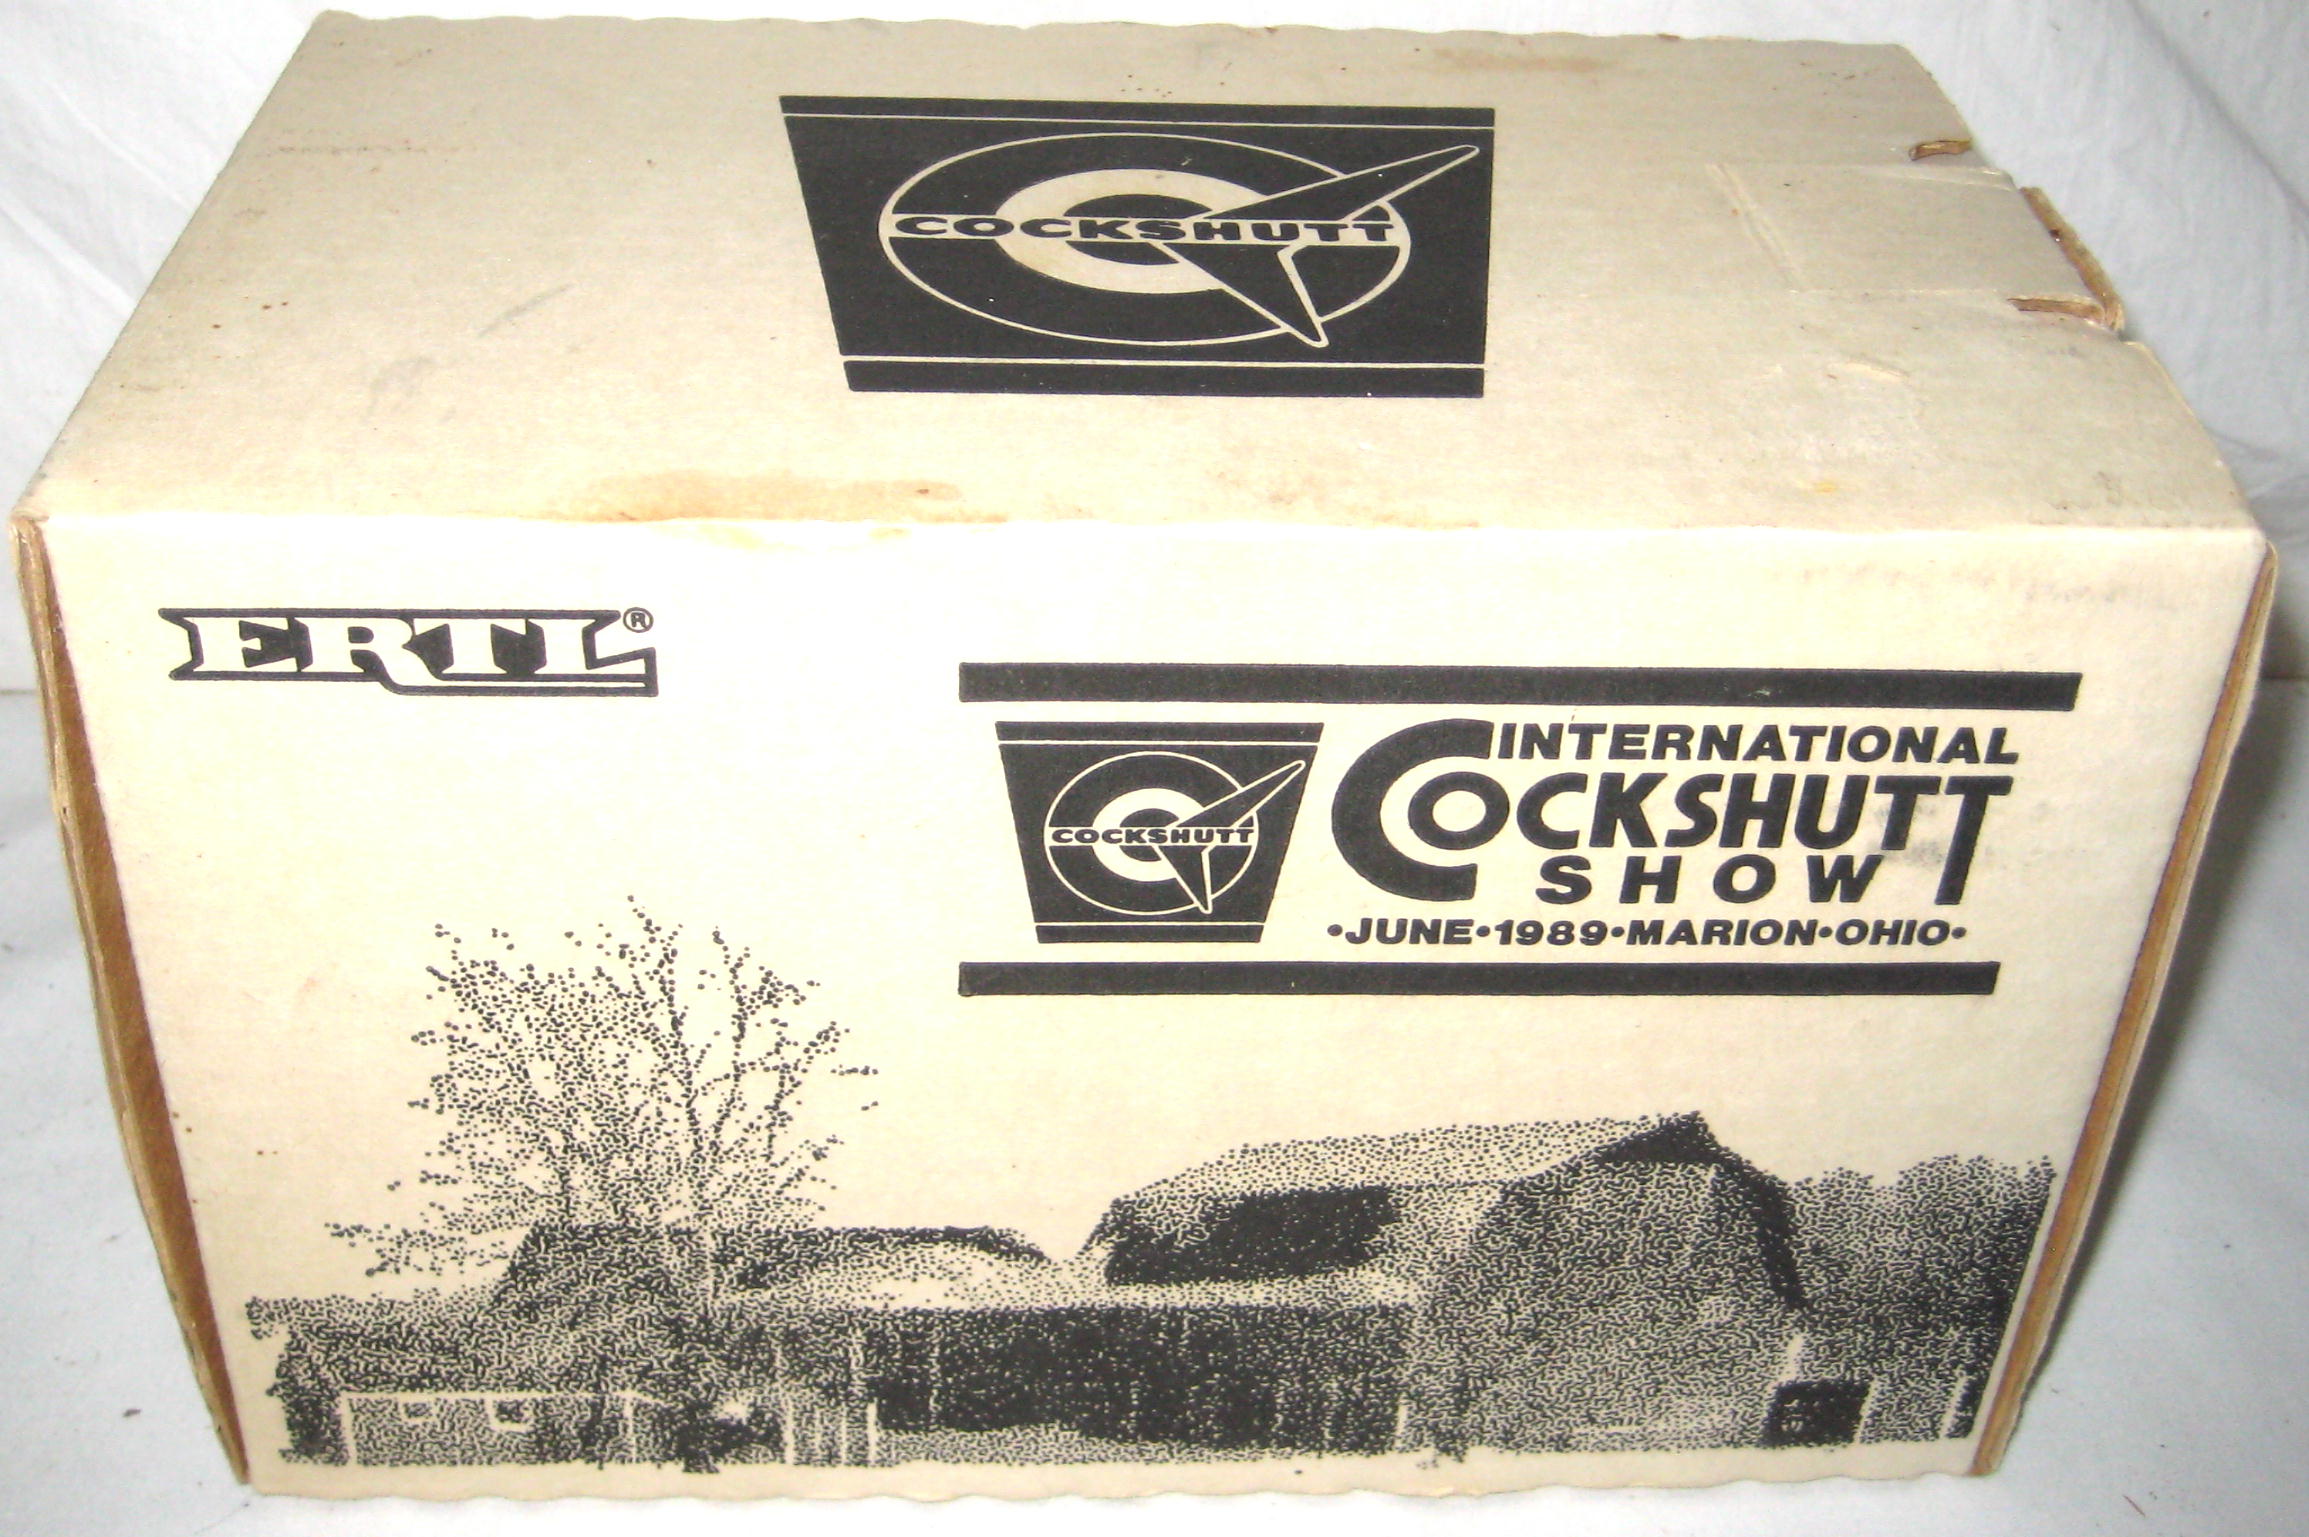 COCKSHUTT
ERTL®
COCKSHUTT
INTERNATIONAL
COCKSHUTT
SHOW
•JUNE•1989•MARION•OHIO•